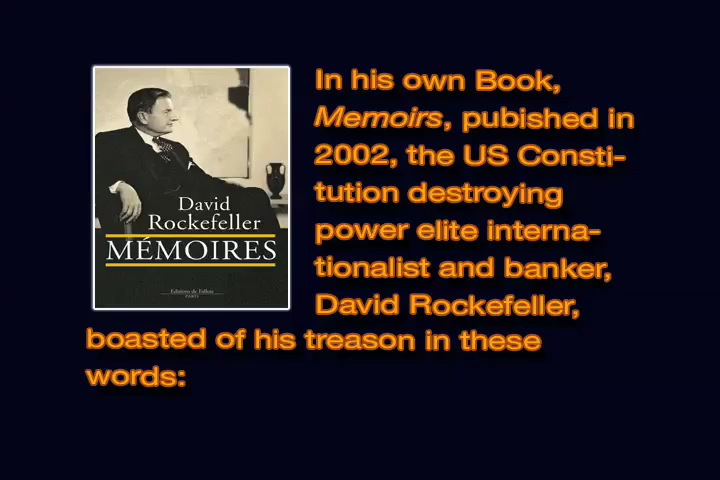 In his own Book,
Memoirs, pubished in
2002, the US Consti-
tution destroying
power elite interna-
tionalist and banker,
David Rockefeller,
boasted of his treason in these
words:
David
Rockefeller
MÉMOIRES
Editions de Fallois
PARIS